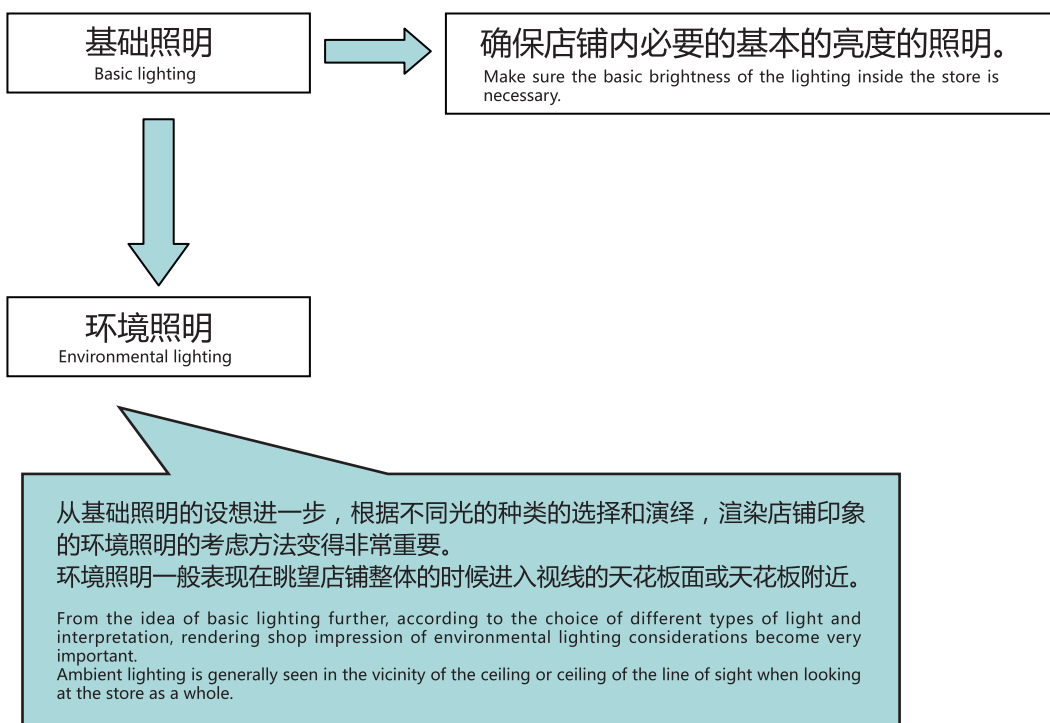 基础照明
Basic lighting
确保店铺内必要的基本的亮度的照明。
Make sure the basic brightness of the lighting inside the store is
necessary.
环境照明
Environmental lighting
从基础照明的设想进一步，根据不同光的种类的选择和演绎，渲染店铺印象
的环境照明的考虑方法变得非常重要。
环境照明一般表现在眺望店铺整体的时候进入视线的天花板面或天花板附近。
From the idea of basic lighting further, according to the choice of different types of light and
interpretation, rendering shop impression of environmental lighting considerations become very
important.
Ambient lighting is generally seen in the vicinity of the ceiling or ceiling of the line of sight when looking
at the store as a whole.